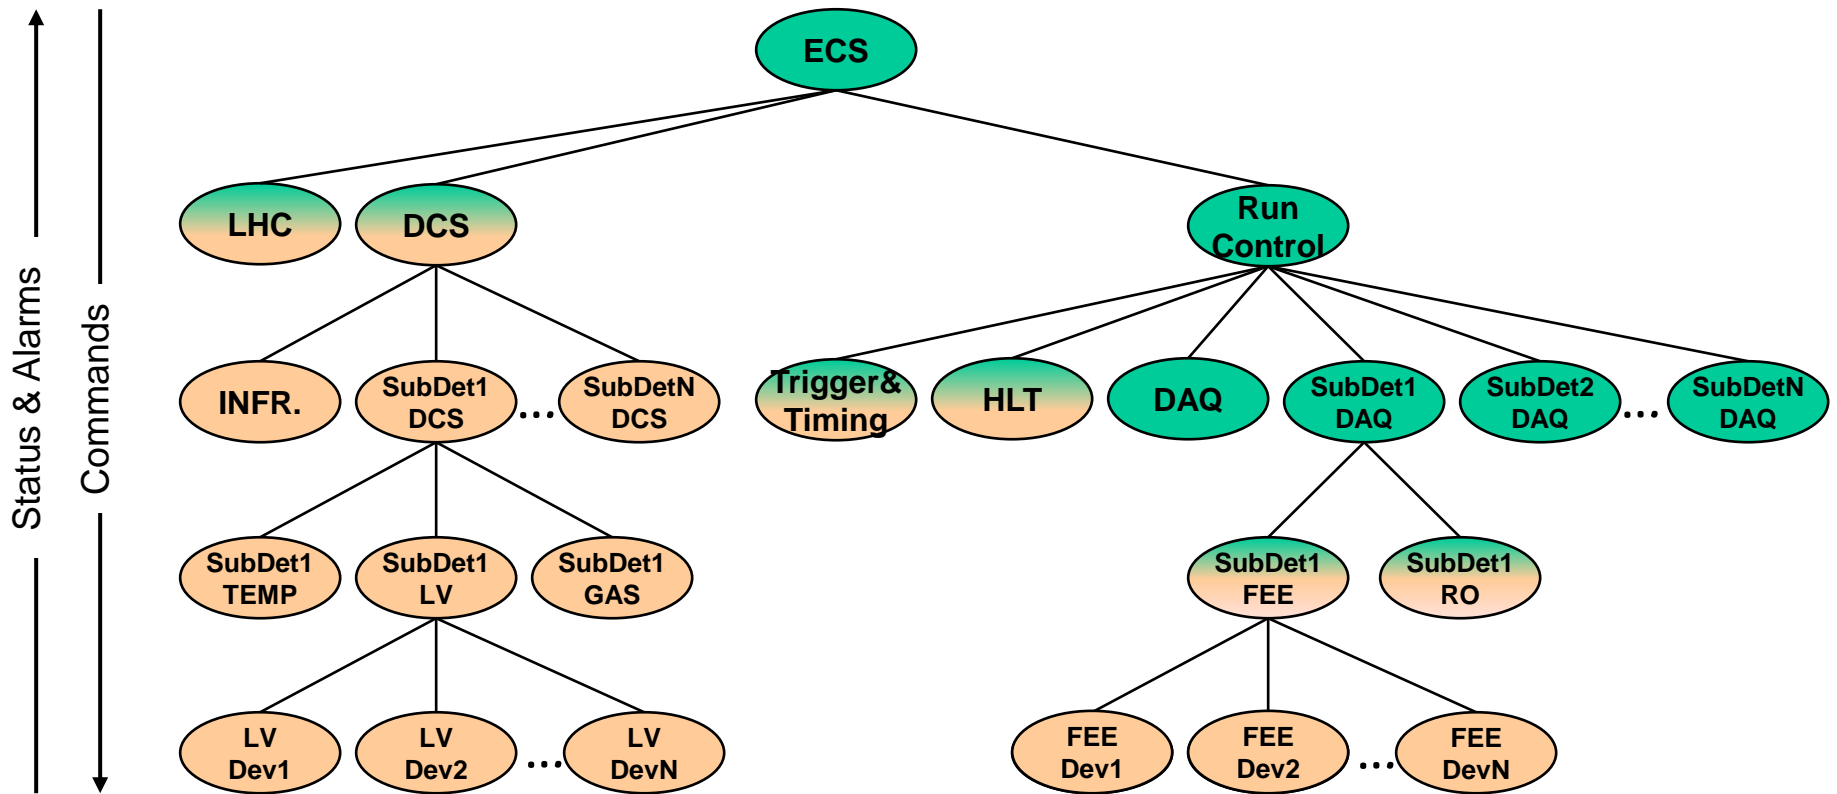 Status & Alarms
Commands
ECS
LHC
DCS
Run
Control
INFR.
SubDet1
DCS
...
SubDetN
DCS
Trigger&
Timing
HLT
DAQ
SubDet1
DAQ
SubDet2
DAQ
...
SubDetN
DAQ
SubDet1
TEMP
SubDet1
LV
SubDet1
GAS
SubDet1
FEE
SubDet1
RO
LV
Dev1
LV
Dev2
...
LV
DevN
FEE
Dev1
FEE
Dev2
...
FEE
DevN